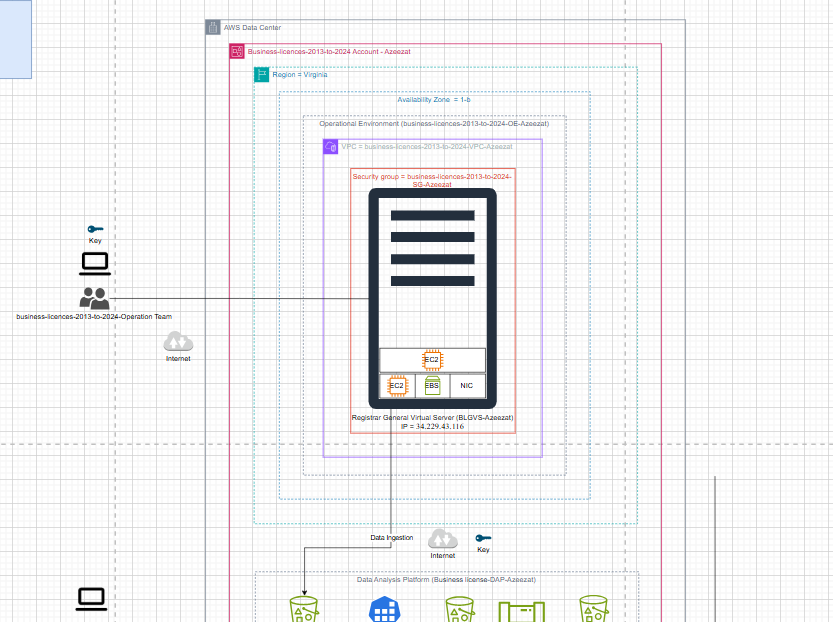 AWS Data Center
Business-licences-2013-to-2024 Account - Azeezat
Region = Virginia
Availability Zone = 1-b
Operational Environment (business-licences-2013-to-2024-OE-Azeezat)
VPC = business-licences-2013-to-2024-VPC-Azeezat
Security group = business-licences-2013-to-2024-
SG-Azeezat
Key
business-licences-2013-to-2024-Operation Team
Internet
EC2
EC2
EBS
NIC
Registrar General Virtual Server (BLGVS-Azeezat)
IP = 34.229.43.116
Data Ingestion
Internet
Key
Data Analysis Platform (Business license-DAP-Azeezat)